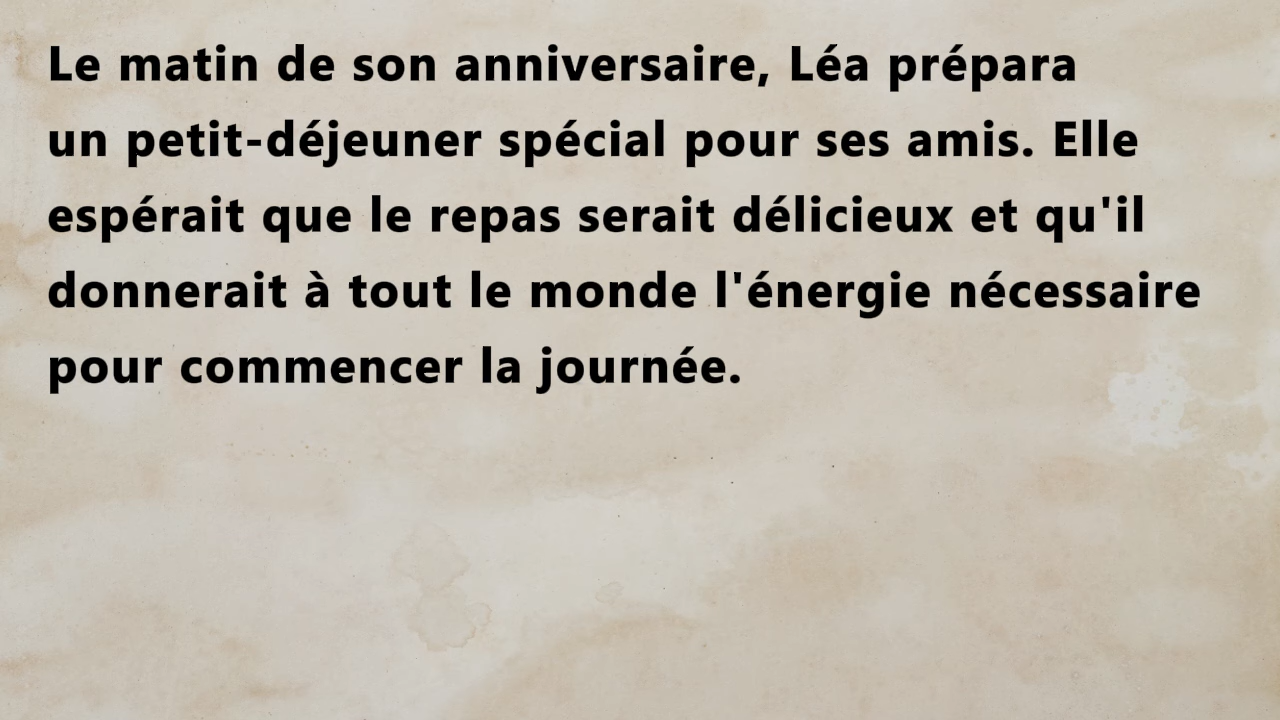 Le matin de son anniversaire, Léa prépara
un petit-déjeuner spécial pour ses amis. Elle
espérait que le repas serait délicieux et qu'il
donnerait à tout le monde l'énergie nécessaire
pour commencer la journée.